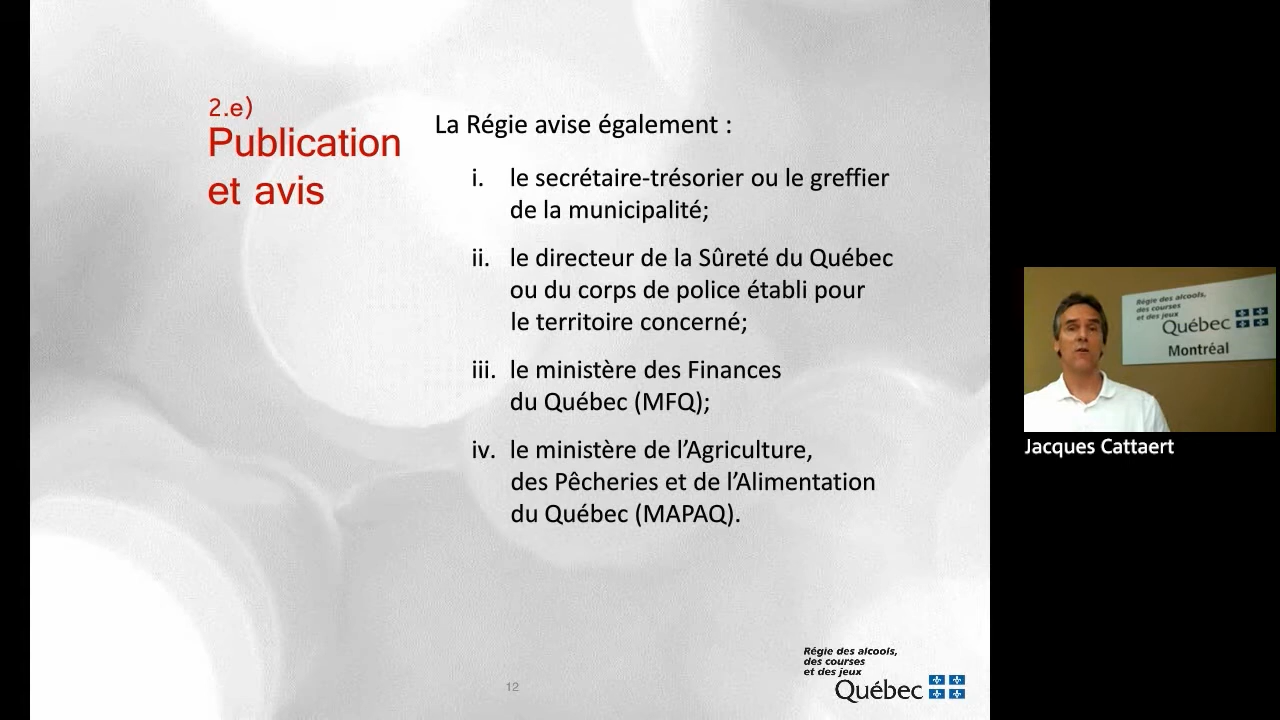 2.e)
Publication
et avis
La Régie avise également :
i. le secrétaire-trésorier ou le greffier
de la municipalité;
ii. le directeur de la Sûreté du Québec
ou du corps de police établi pour
le territoire concerné;
iii. le ministère des Finances
du Québec (MFQ);
iv. le ministère de l’Agriculture,
des Pêcheries et de l’Alimentation
du Québec (MAPAQ).
12
Régie des alcools,
des courses
et des jeux
Québec
Régie des alcools,
des courses
et des jeux
Québec
Montréal
Jacques Cattaert